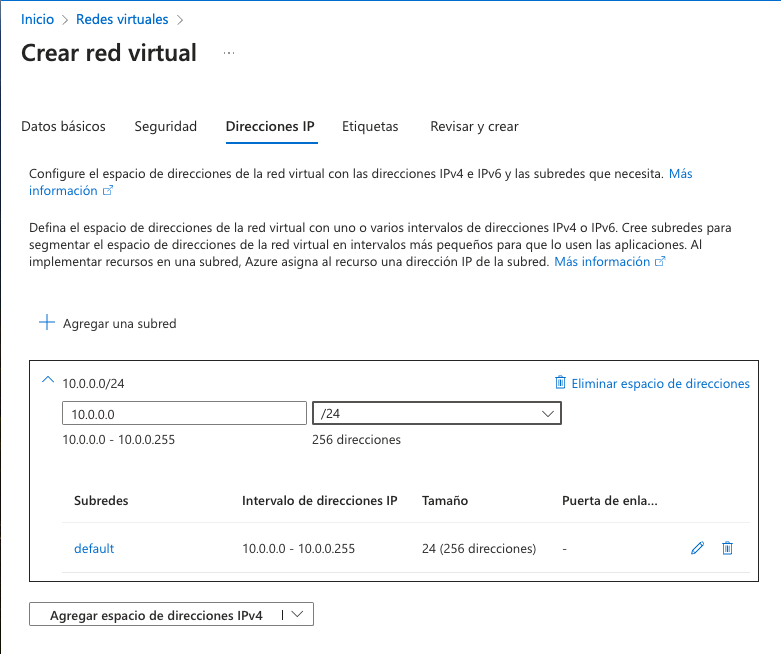 Inicio > Redes virtuales >
Crear red virtual ...
Datos básicos Seguridad Direcciones IP Etiquetas Revisar y crear
Configure el espacio de direcciones de la red virtual con las direcciones IPv4 e IPv6 y las subredes que necesita. Más
información
Defina el espacio de direcciones de la red virtual con uno o varios intervalos de direcciones IPv4 o IPv6. Cree subredes para
segmentar el espacio de direcciones de la red virtual en intervalos más pequeños para que lo usen las aplicaciones. Al
implementar recursos en una subred, Azure asigna al recurso una dirección IP de la subred. Más información
Agregar una subred
10.0.0.0/24 Eliminar espacio de direcciones
10.0.0.0 /24
10.0.0.0 - 10.0.0.255 256 direcciones
Subredes Intervalo de direcciones IP Tamaño Puerta de enla...
default 10.0.0.0 - 10.0.0.255 24 (256 direcciones) -
Agregar espacio de direcciones IPv4